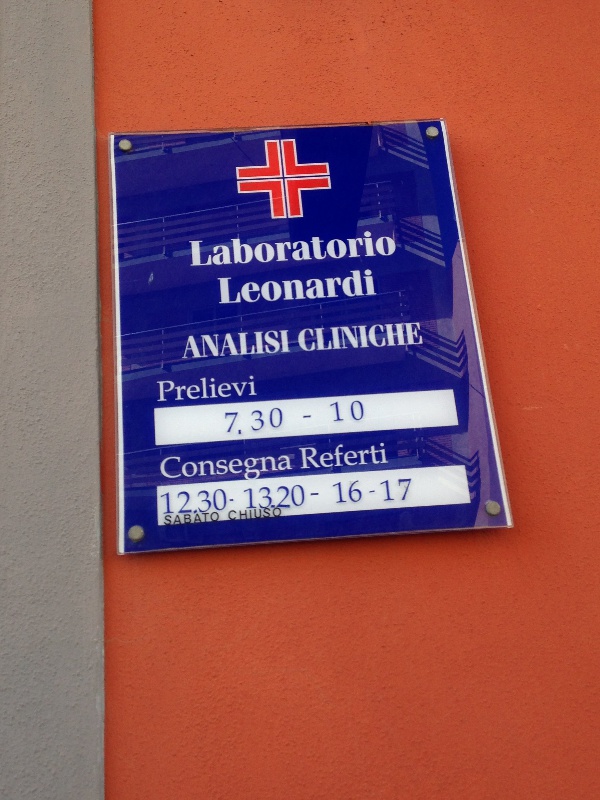 Laboratorio
Leonardi
ANALISI CLINICHE
Prelievi
7.30 - 10
Consegna Referti
12.30- 13.20 - 16 - 17
SABATO CHIUSO